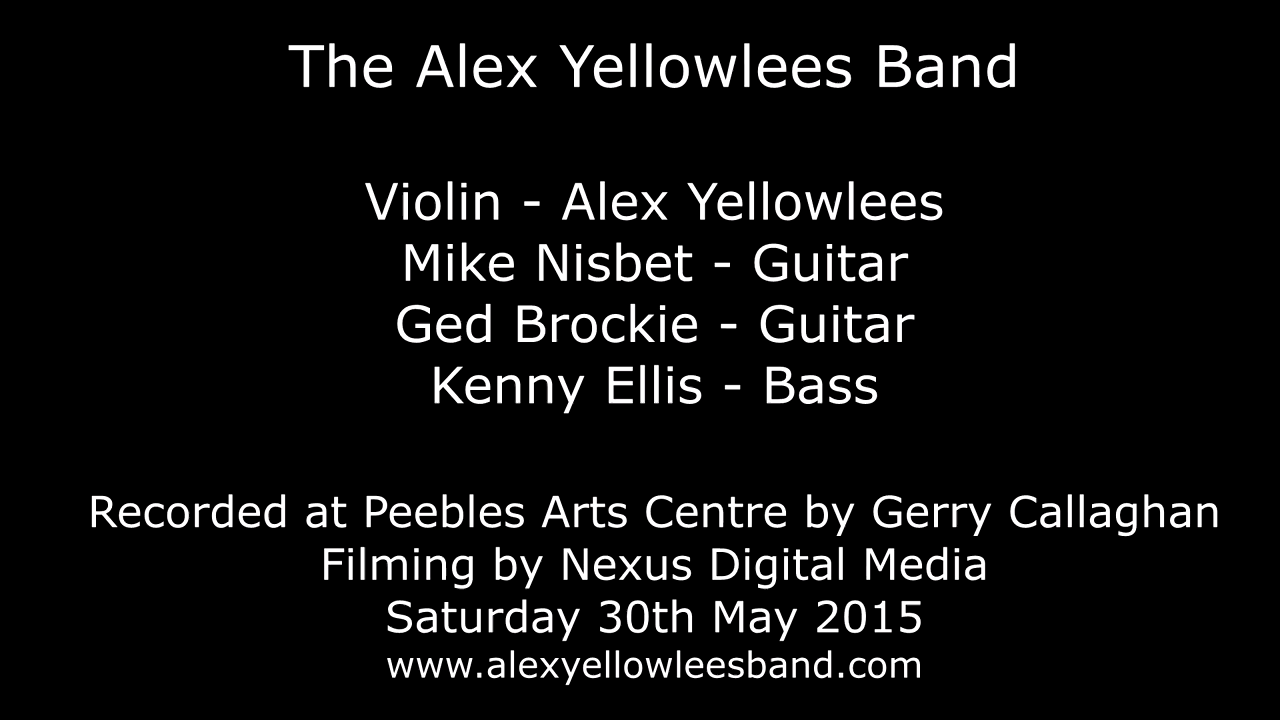 The Alex Yellowlees Band
Violin - Alex Yellowlees
Mike Nisbet - Guitar
Ged Brockie - Guitar
Kenny Ellis - Bass
Recorded at Peebles Arts Centre by Gerry Callaghan
Filming by Nexus Digital Media
Saturday 30th May 2015
www.alexyellowleesband.com